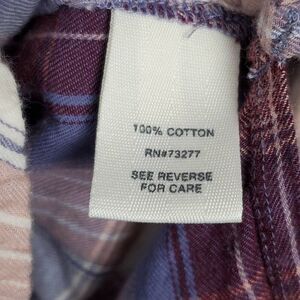 100% COTTON
RN#73277
SEE REVERSE
FOR CARE